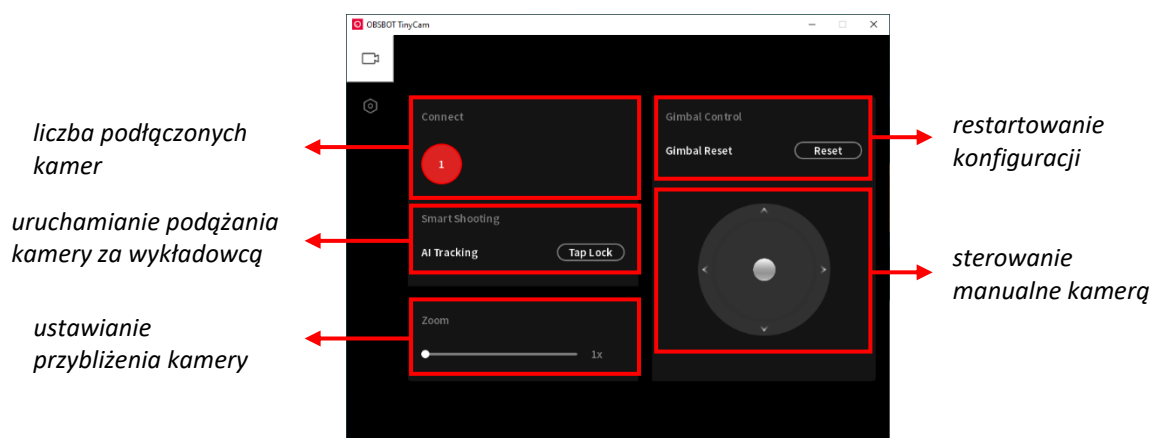 OBSBOT TinyCam
liczba podłączonych
kamer
Connect
1
Gimbal Control
Gimbal Reset
Reset
restartowanie
konfiguracji
uruchamianie podążania
kamery za wykładowcą
Smart Shooting
AI Tracking
Tap Lock
sterowanie
manualne kamerą
ustawianie
przybliżenia kamery
Zoom
1x